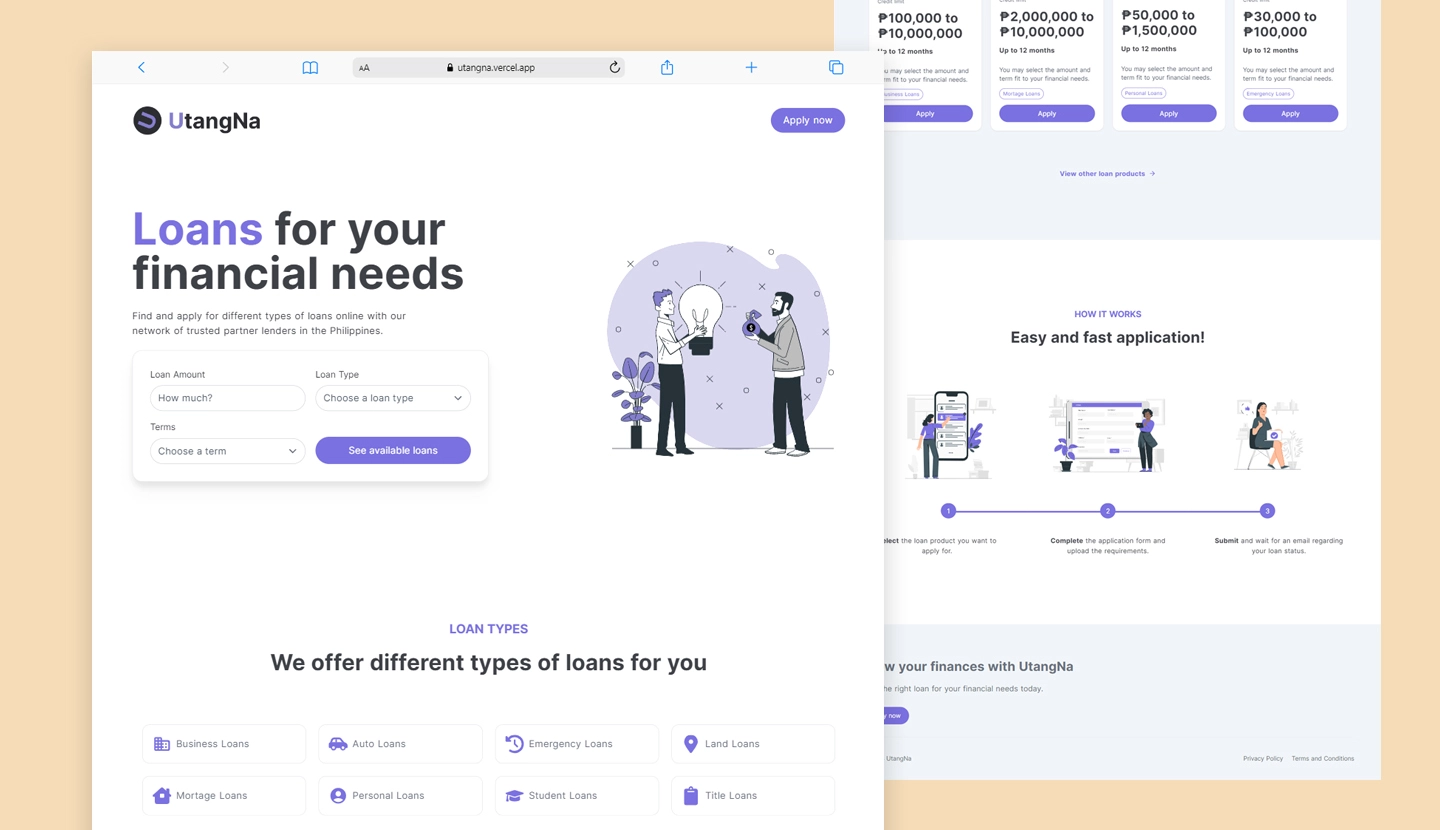 AA
utangna.vercel.app
UtangNa
Apply now
Loans for your
financial needs
Find and apply for different types of loans online with our
network of trusted partner lenders in the Philippines.
Loan Amount
Loan Type
How much?
Choose a loan type
Terms
Choose a term
See available loans
LOAN TYPES
We offer different types of loans for you
Business Loans
Auto Loans
Emergency Loans
Land Loans
Mortage Loans
Personal Loans
Student Loans
Title Loans
₱100,000 to
₱10,000,000
Up to 12 months
You may select the amount and
term fit to your financial needs.
Business Loans
Apply
₱2,000,000 to
₱10,000,000
Up to 12 months
You may select the amount and
term fit to your financial needs.
Mortage Loans
Apply
₱50,000 to
₱1,500,000
Up to 12 months
You may select the amount and
term fit to your financial needs.
Personal Loans
Apply
₱30,000 to
₱100,000
Up to 12 months
You may select the amount and
term fit to your financial needs.
Emergency Loans
Apply
View other loan products →
HOW IT WORKS
Easy and fast application!
1
2
3
elect the loan product you want to
apply for.
Complete the application form and
upload the requirements.
Submit and wait for an email regarding
your loan status.
w your finances with UtangNa
he right loan for your financial needs today.
now
UtangNa
Privacy Policy
Terms and Conditions